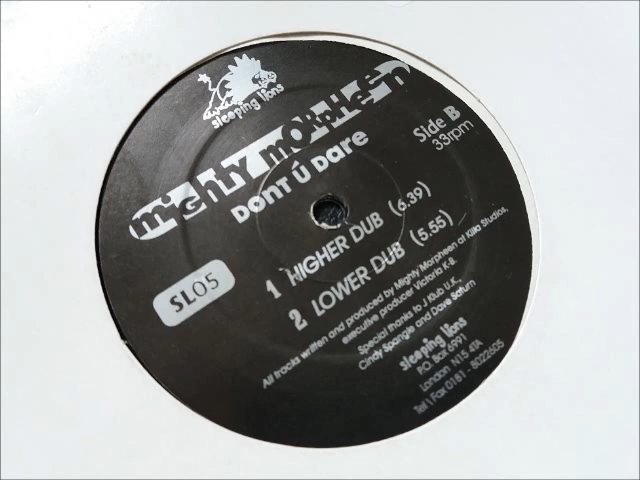 sleeping lions
mighty morpheen
Dont Ú Dare
Side B
33rpm
SL05
1 HIGHER DUB (6.39)
2 LOWER DUB (5.55)
All tracks written and produced by Mighty Morpheen at Killa Studios,
executive producer Victoria K-8.
Special thanks to J Klub U.K.,
Cindy Spangle and Dave Saturn
sleeping lions
P.O. Box 6991
London N15 4TA
Tel \ Fax 0181 - 8022605